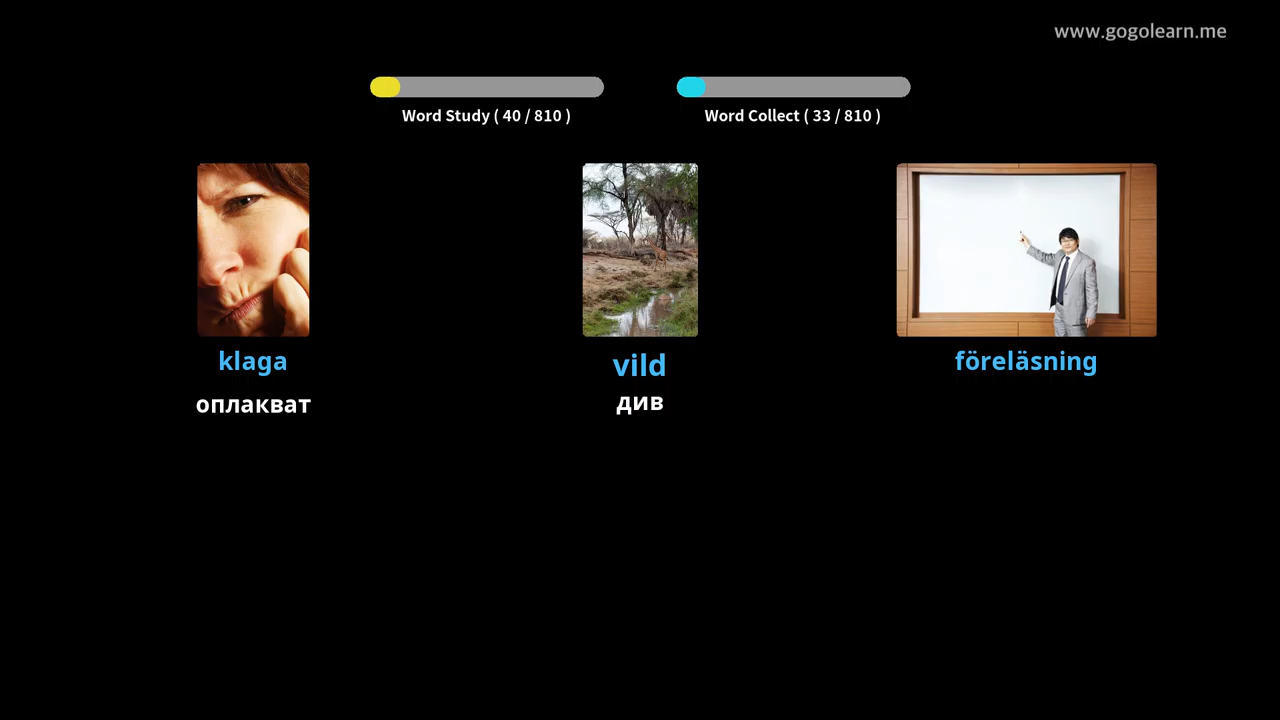 www.gogolearn.me
Word Study ( 40 / 810 )
Word Collect ( 33 / 810 )
klaga
vild
föreläsning
оплакват
див